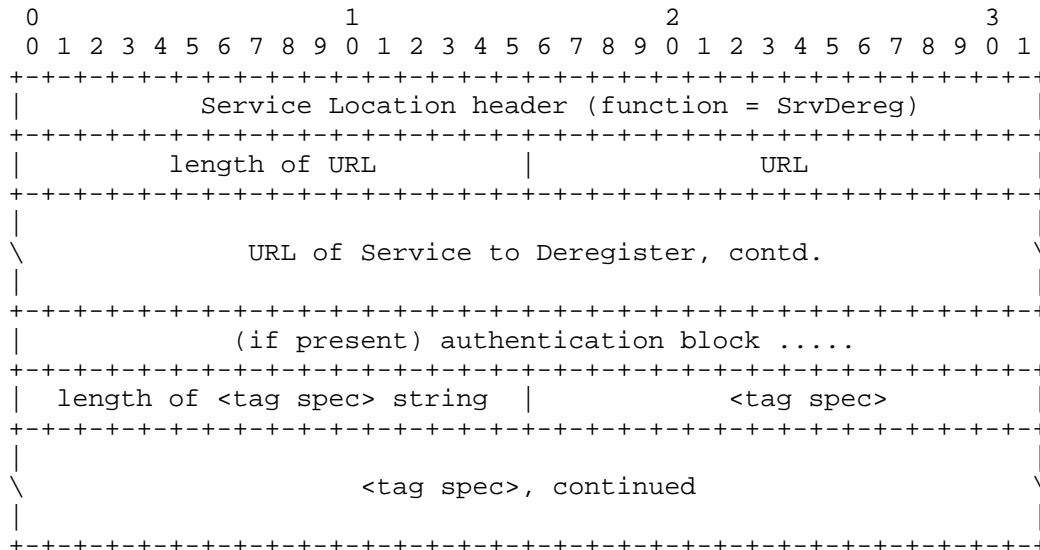 0                   1                   2                   3
0 1 2 3 4 5 6 7 8 9 0 1 2 3 4 5 6 7 8 9 0 1 2 3 4 5 6 7 8 9 0 1
+-+-+-+-+-+-+-+-+-+-+-+-+-+-+-+-+-+-+-+-+-+-+-+-+-+-+-+-+-+-+-+-+
|           Service Location header (function = SrvDereg)       |
+-+-+-+-+-+-+-+-+-+-+-+-+-+-+-+-+-+-+-+-+-+-+-+-+-+-+-+-+-+-+-+-+
|         length of URL         |              URL              |
+-+-+-+-+-+-+-+-+-+-+-+-+-+-+-+-+-+-+-+-+-+-+-+-+-+-+-+-+-+-+-+-+
|                                                               |
\              URL of Service to Deregister, contd.             \
|                                                               |
+-+-+-+-+-+-+-+-+-+-+-+-+-+-+-+-+-+-+-+-+-+-+-+-+-+-+-+-+-+-+-+-+
|             (if present) authentication block .....
+-+-+-+-+-+-+-+-+-+-+-+-+-+-+-+-+-+-+-+-+-+-+-+-+-+-+-+-+-+-+-+-+
|  length of <tag spec> string  |            <tag spec>         |
+-+-+-+-+-+-+-+-+-+-+-+-+-+-+-+-+-+-+-+-+-+-+-+-+-+-+-+-+-+-+-+-+
|                                                               |
\                     <tag spec>, continued                     \
|                                                               |
+-+-+-+-+-+-+-+-+-+-+-+-+-+-+-+-+-+-+-+-+-+-+-+-+-+-+-+-+-+-+-+-+